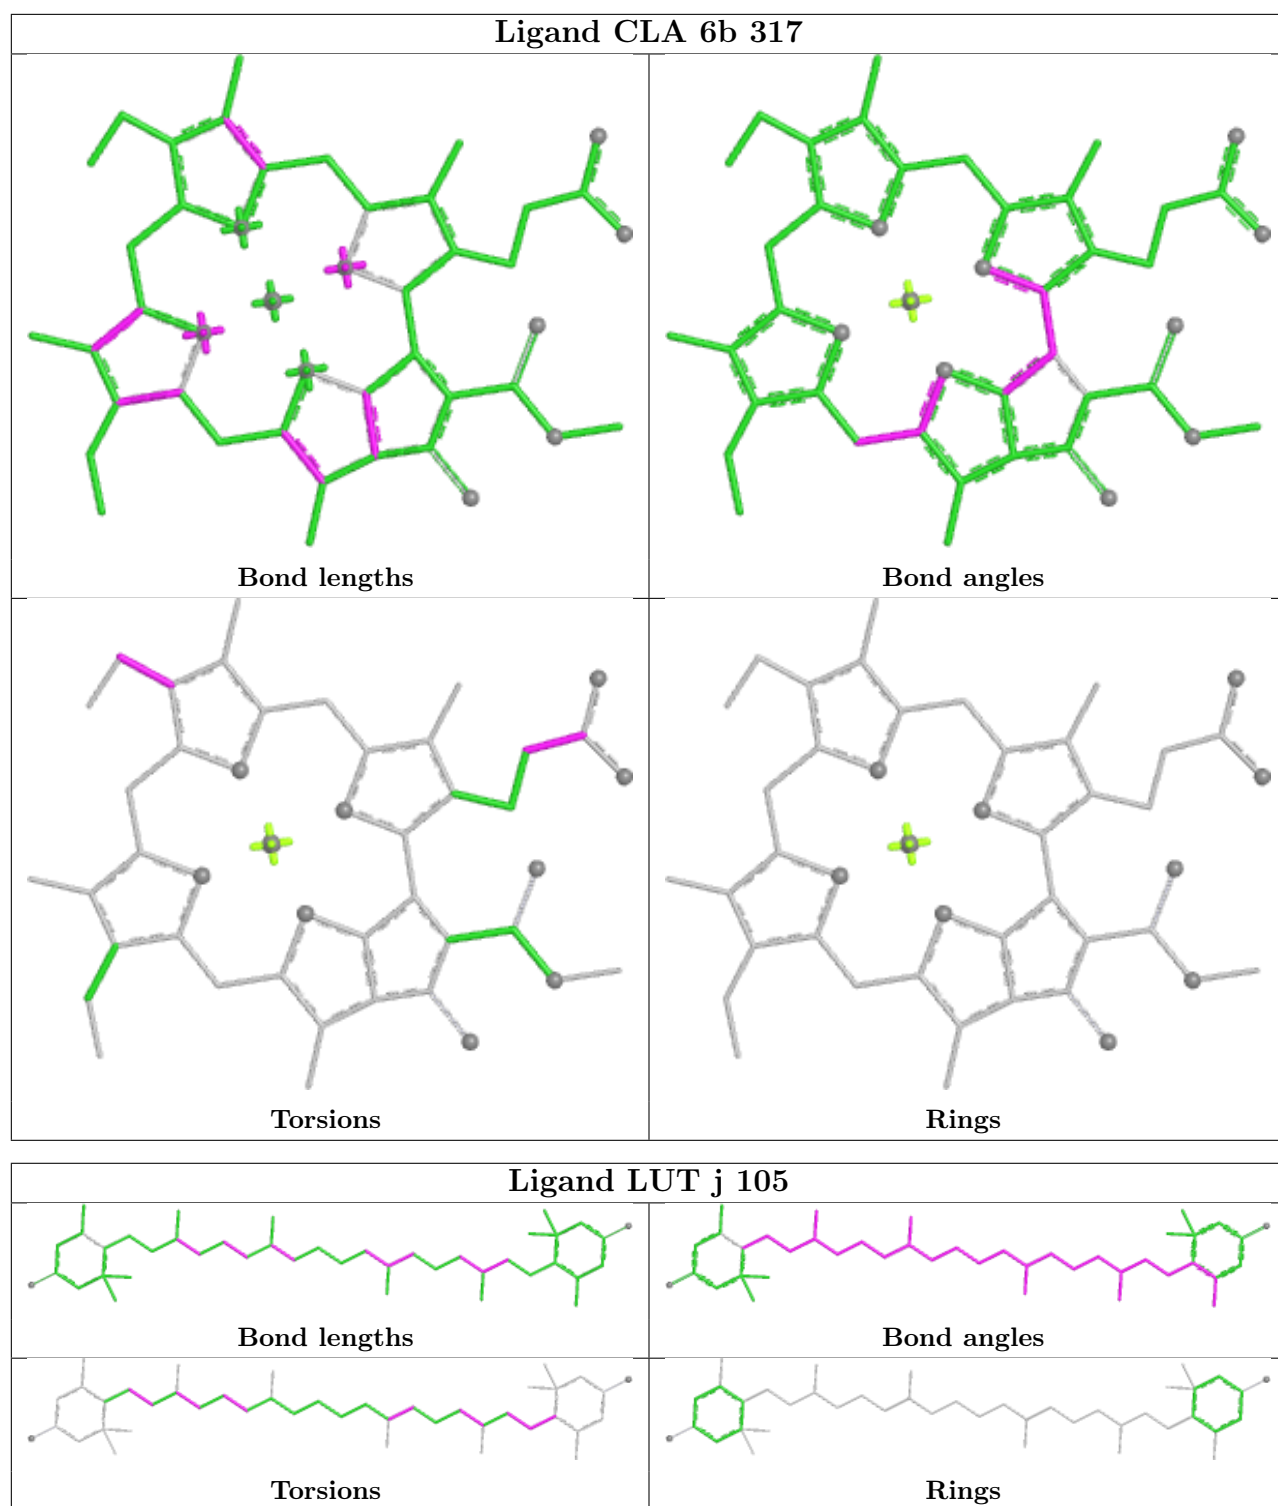 Ligand CLA 6b 317
Bond lengths
Bond angles
Torsions
Rings
Ligand LUT j 105
Bond lengths
Bond angles
Torsions
Rings